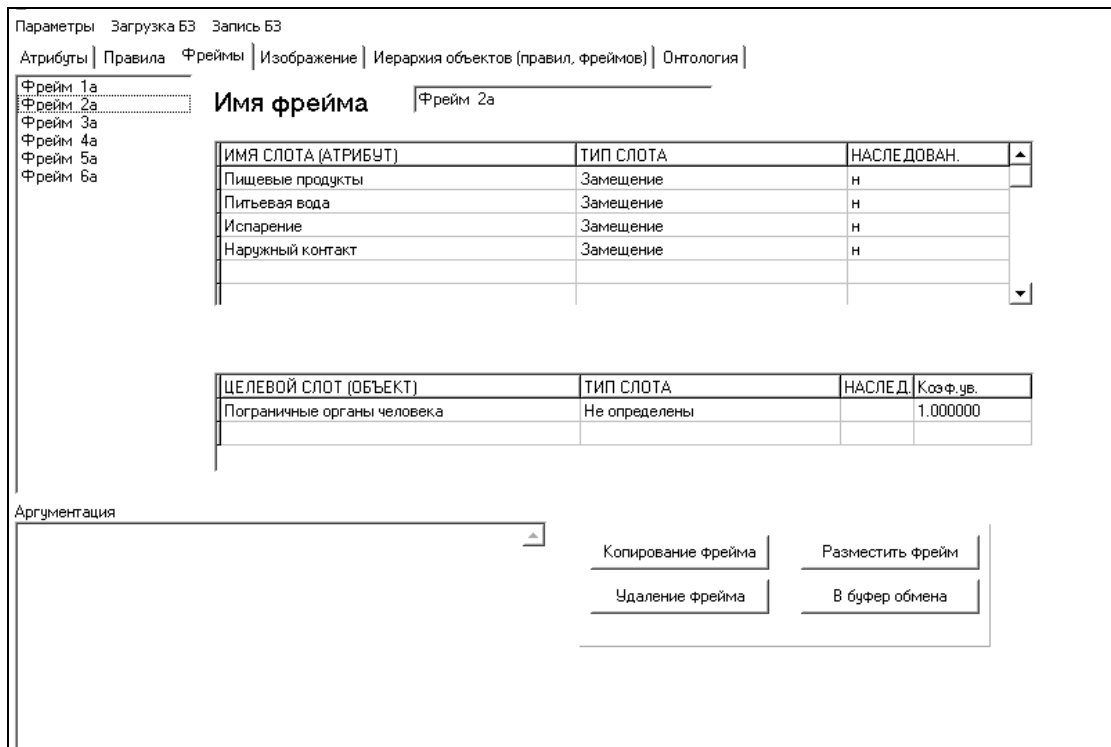 Параметры Загрузка БЗ Запись БЗ
Атрибуты Правила Фреймы Изображение Иерархия объектов (правил, фреймов) Онтология
Фрейм 1а
Фрейм 2а
Фрейм 3а
Фрейм 4а
Фрейм 5а
Фрейм 6а
Имя фрейма Фрейм 2а
ИМЯ СЛОТА (АТРИБУТ) ТИП СЛОТА НАСЛЕДОВАН.
Пищевые продукты Замещение н
Питьевая вода Замещение н
Испарение Замещение н
Наружный контакт Замещение н
ЦЕЛЕВОЙ СЛОТ (ОБЪЕКТ) ТИП СЛОТА НАСЛЕД. Коэф.ув.
Пограничные органы человека Не определены 1.000000
Аргументация
Копирование фрейма Разместить фрейм
Удаление фрейма В буфер обмена